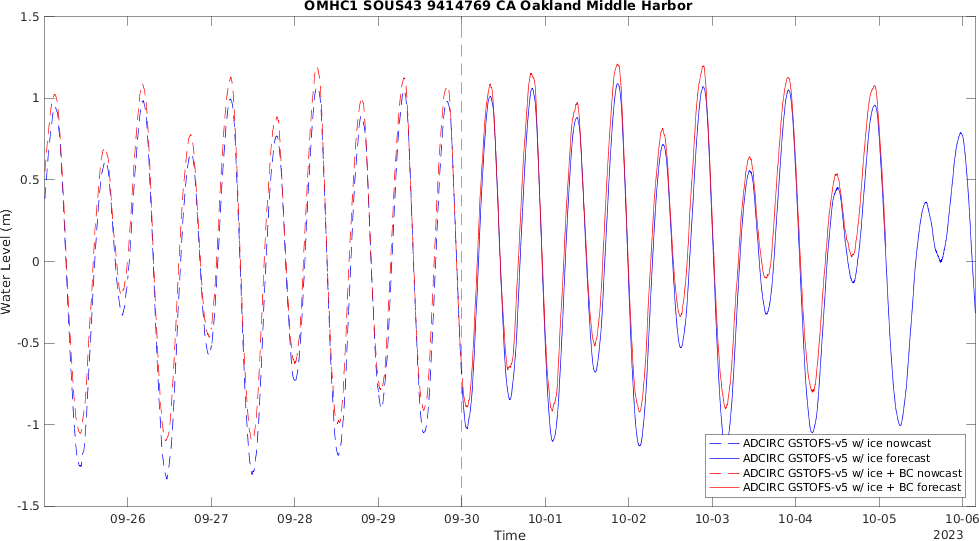 OMHC1 SOUS43 9414769 CA Oakland Middle Harbor
1.5
1
0.5
0
-0.5
-1
-1.5
Water Level (m)
ADCIRC GSTOFS-v5 w/ ice nowcast
ADCIRC GSTOFS-v5 w/ ice forecast
ADCIRC GSTOFS-v5 w/ ice + BC nowcast
ADCIRC GSTOFS-v5 w/ ice + BC forecast
09-26 09-27 09-28 09-29 09-30 10-01 10-02 10-03 10-04 10-05 10-06
Time
2023